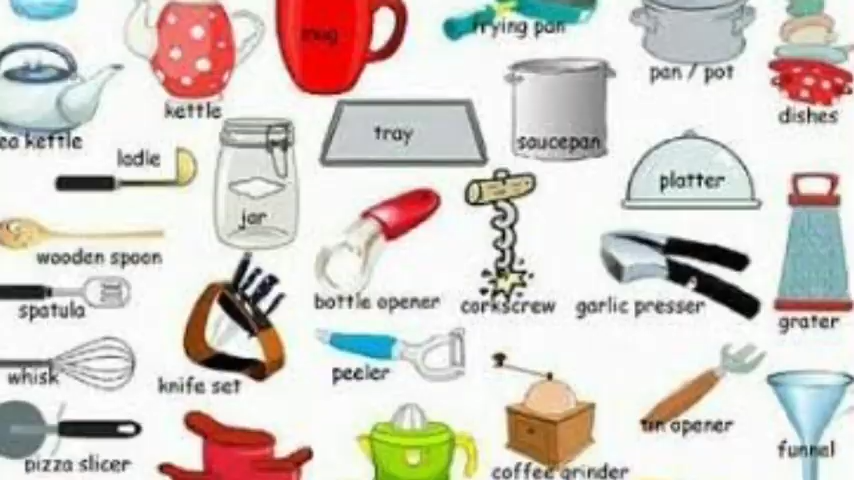 mug
frying pan
pan / pot
kettle
dishes
ea kettle
tray
saucepan
ladle
platter
jar
wooden spoon
bottle opener
corkscrew
garlic presser
spatula
grater
whisk
knife set
peeler
tin opener
funnel
pizza slicer
coffee grinder